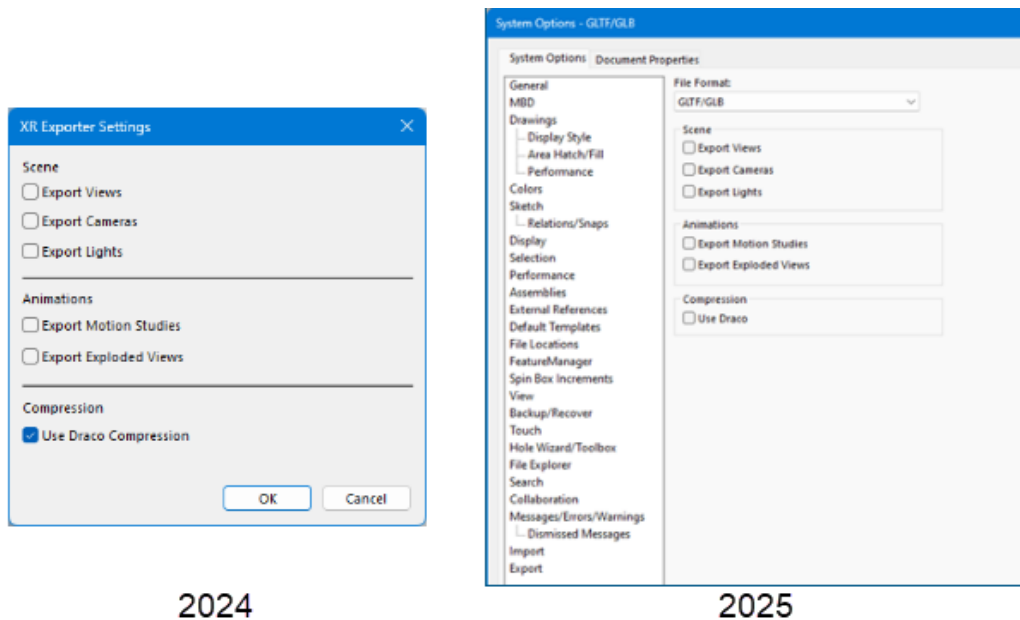 XR Exporter Settings
Scene
Export Views
Export Cameras
Export Lights
Animations
Export Motion Studies
Export Exploded Views
Compression
Use Draco Compression
OK Cancel
2024
System Options - GLTF/GLB
System Options Document Properties
General
MBD
Drawings
Display Style
Area Hatch/Fill
Performance
Colors
Sketch
Relations/Snaps
Display
Selection
Performance
Assemblies
External References
Default Templates
File Locations
FeatureManager
Spin Box Increments
View
Backup/Recover
Touch
Hole Wizard/Toolbox
File Explorer
Search
Collaboration
Messages/Errors/Warnings
Dismissed Messages
Import
Export
File Format:
GLTF/GLB
Scene
Export Views
Export Cameras
Export Lights
Animations
Export Motion Studies
Export Exploded Views
Compression
Use Draco
2025